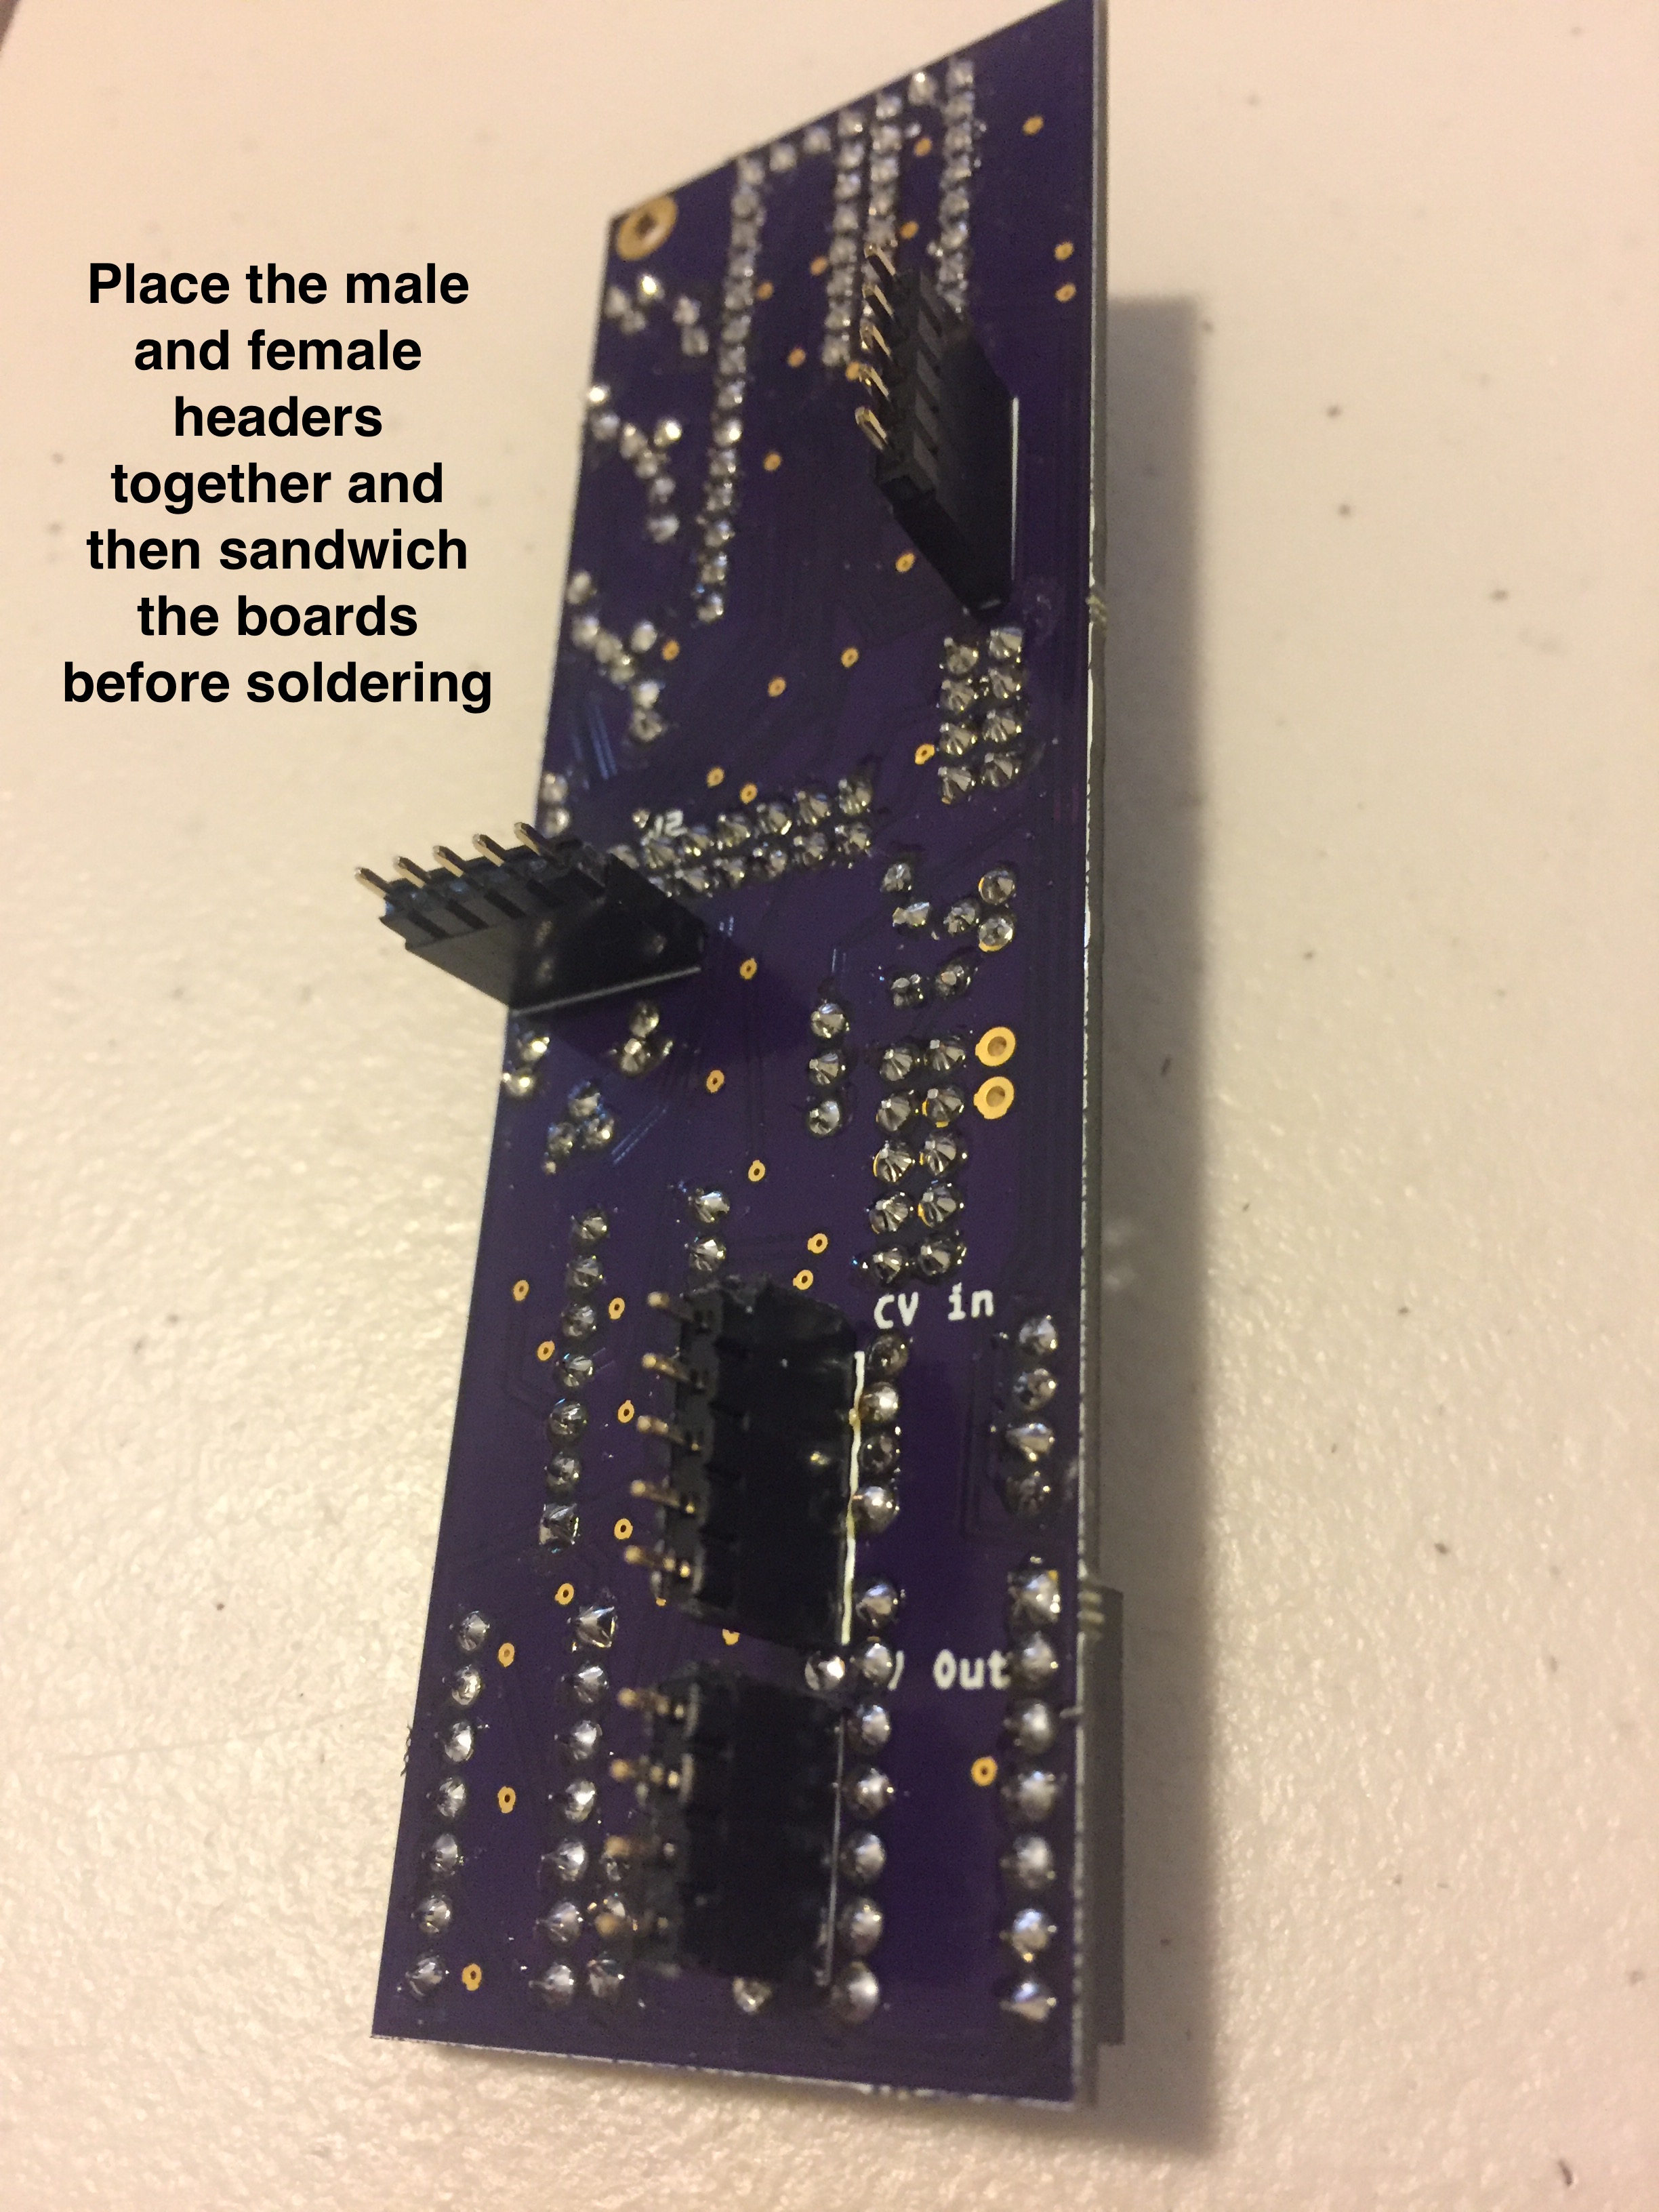 Place the male
and female
headers
together and
then sandwich
the boards
before soldering
CV in
Out